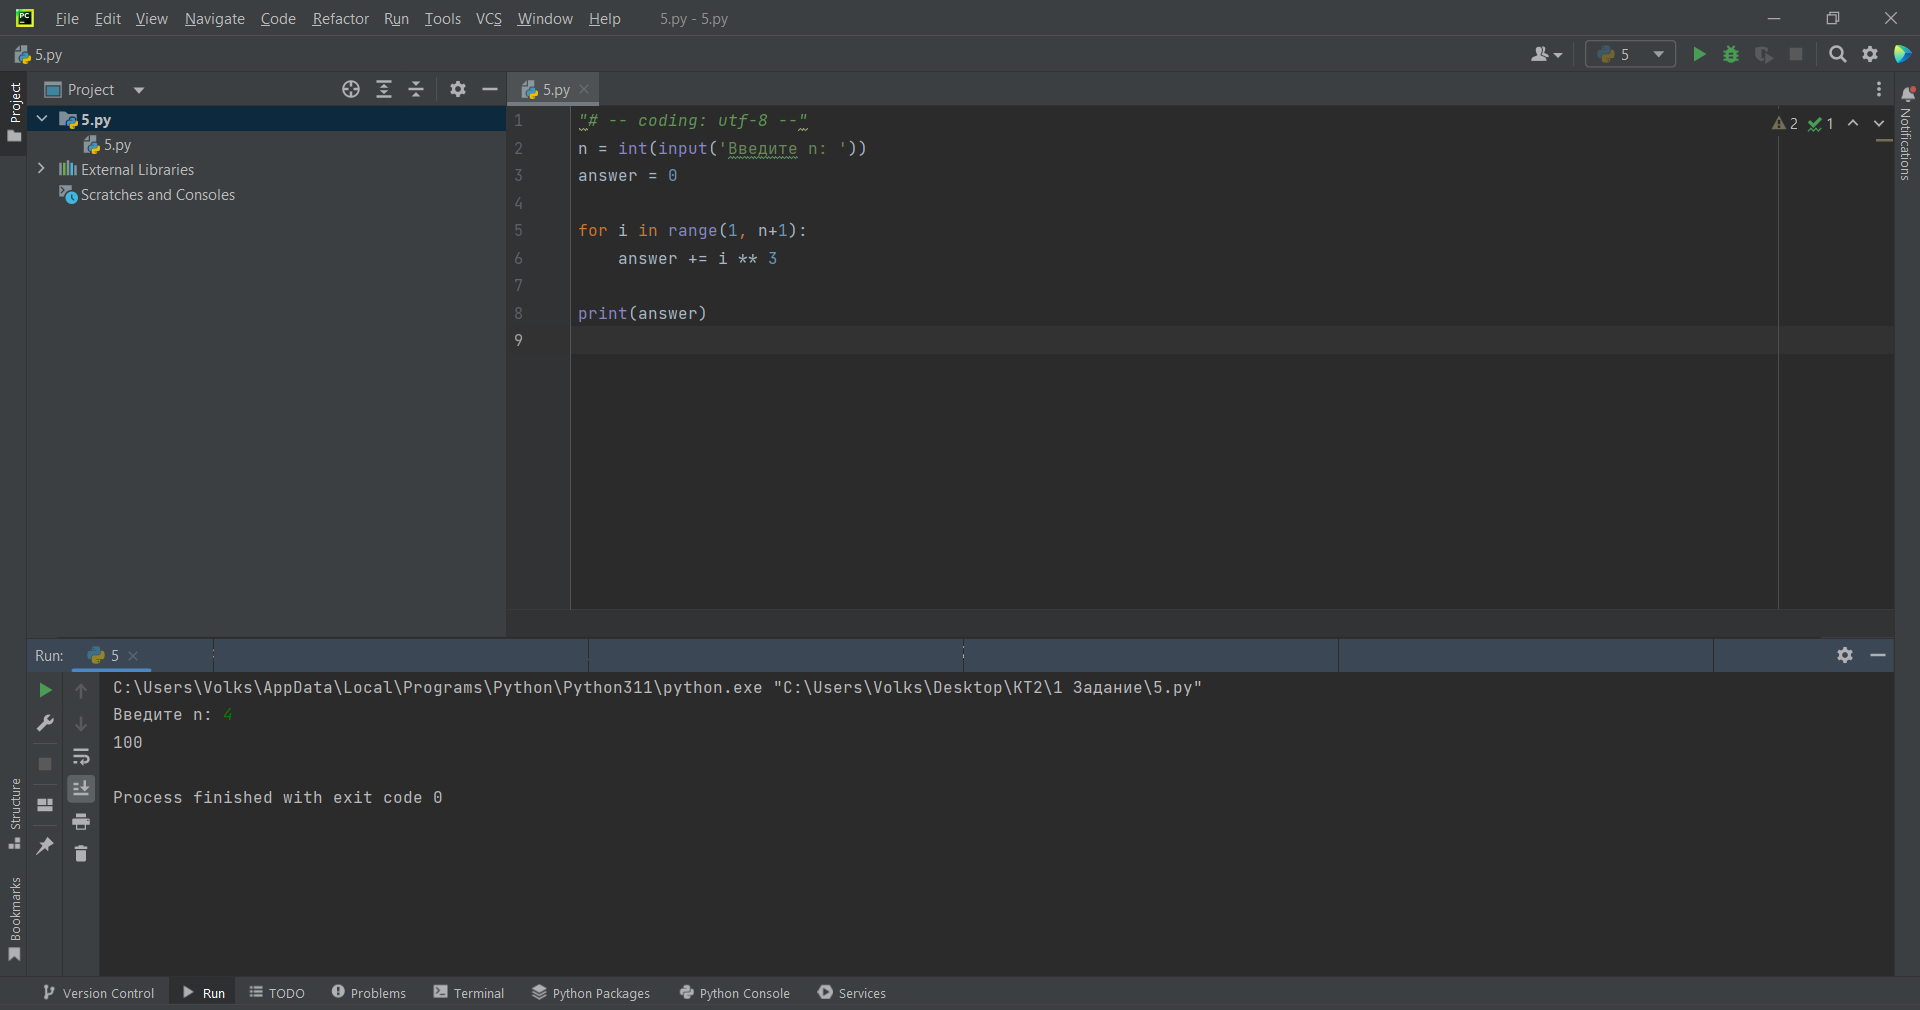 File Edit View Navigate Code Refactor Run Tools VCS Window Help 5.py - 5.py
5.py
5
Project
5.py
5.py
External Libraries
Scratches and Consoles
Project
Structure
Bookmarks
5.py
2 1
1 "# -- coding: utf-8 --"
2 n = int(input('Введите n: '))
3 answer = 0
4
5 for i in range(1, n+1):
6 answer += i ** 3
7
8 print(answer)
9
Notifications
Run: 5
C:\Users\Volks\AppData\Local\Programs\Python\Python311\python.exe "C:\Users\Volks\Desktop\КТ2\1 Задание\5.py"
Введите n: 4
100
Process finished with exit code 0
Version Control Run TODO Problems Terminal Python Packages Python Console Services